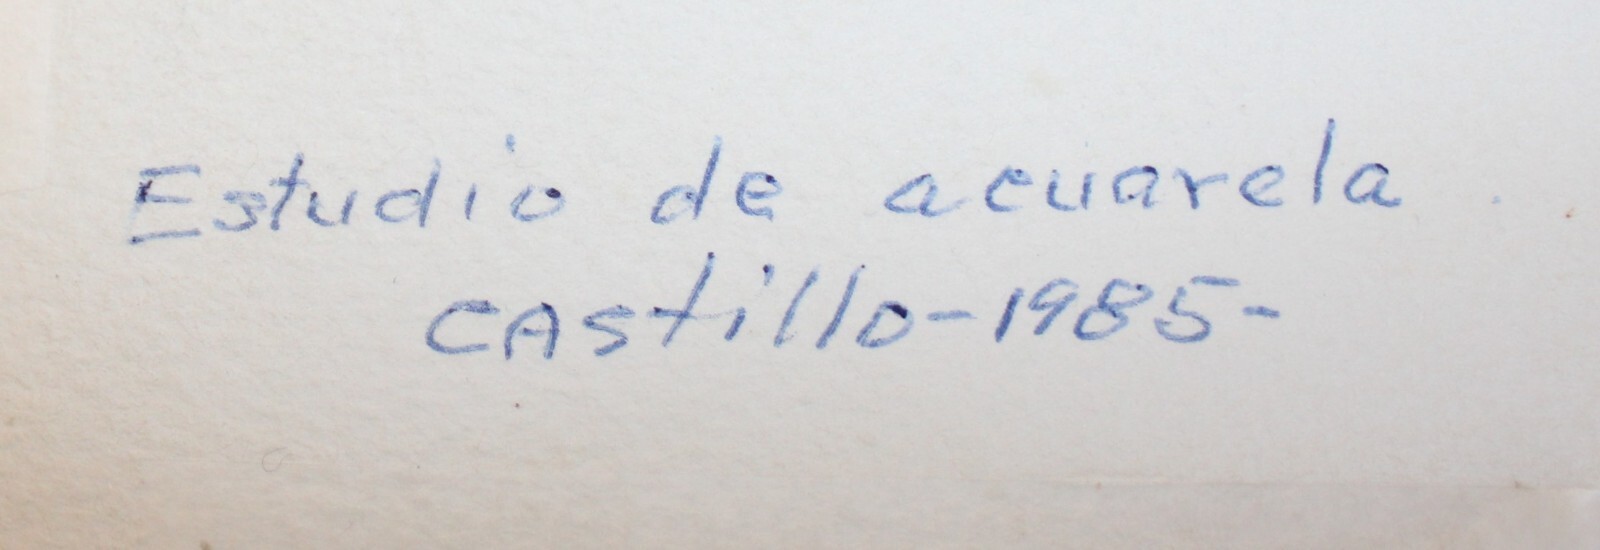 Estudio de acuarela
CAstillo-1985-